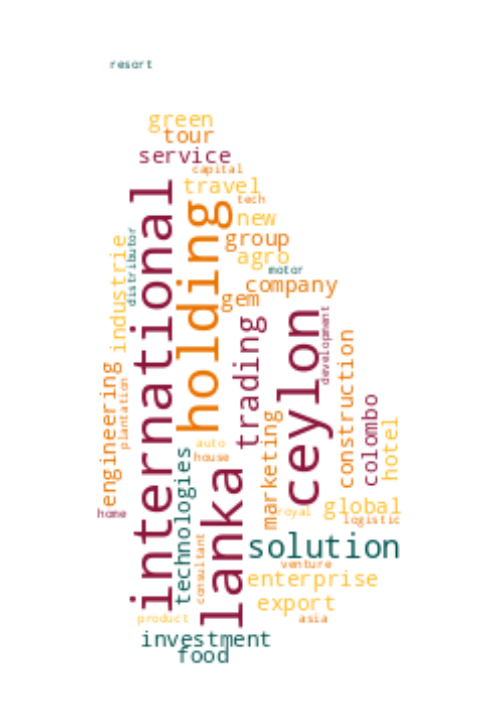 resort
green
tour
service
capital
travel
tech
international
holding
new
group
distributor
industrie
agro
motor
company
gem
ceylon
development
trading
construction
engineering
plantation
colombo
marketing
hotel
auto
house
technologies
lanka
home
royal
global
logistic
consultant
solution
venture
enterprise
export
product
asia
investment
food